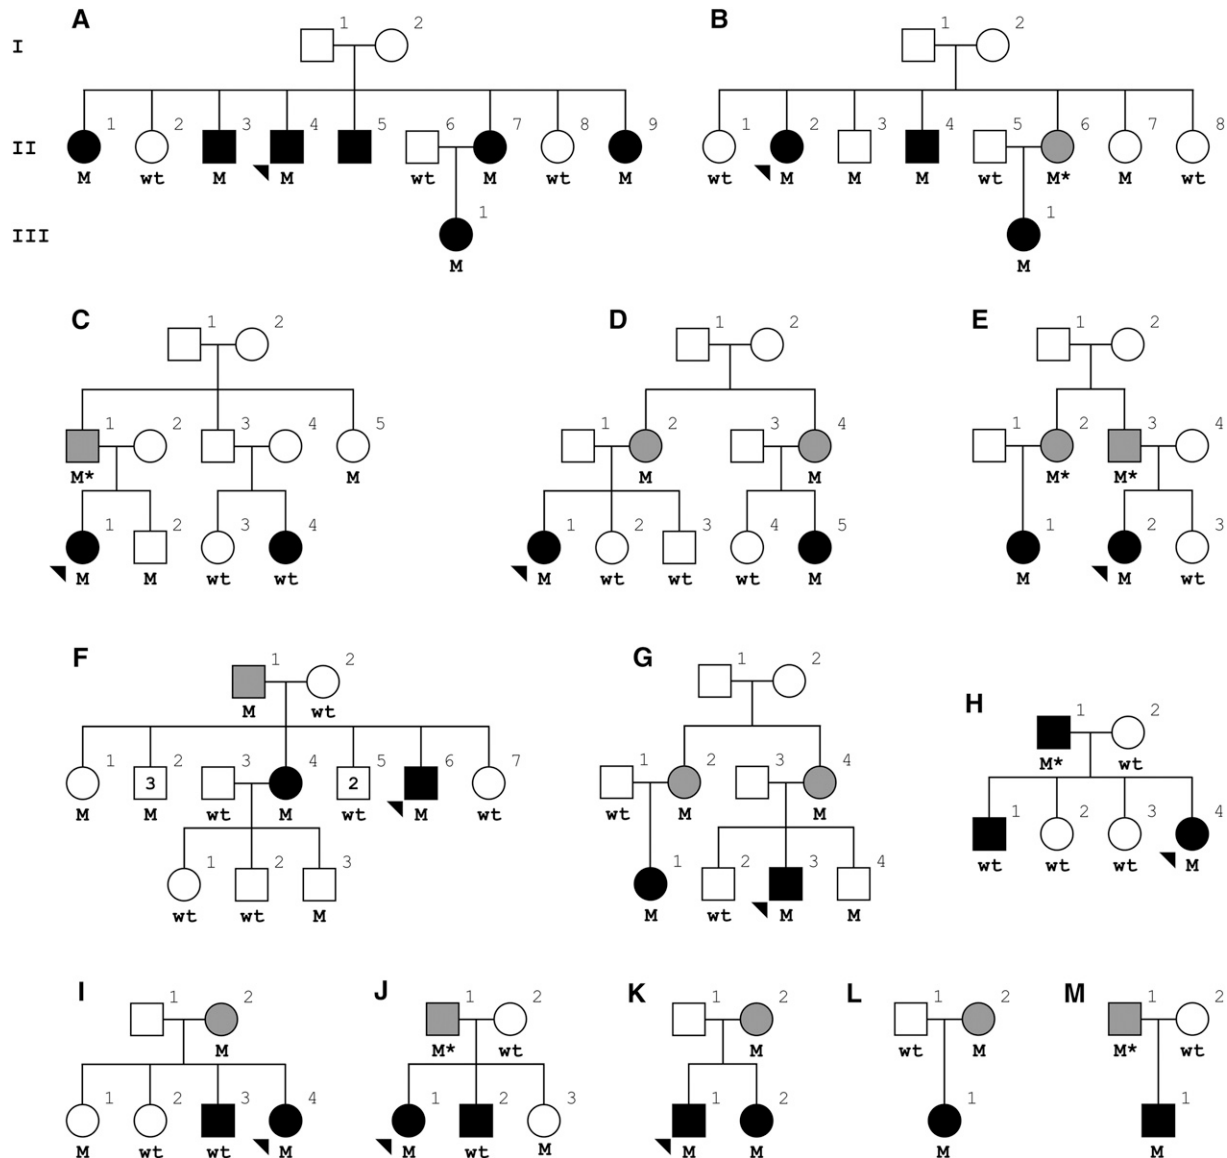 A 1 2 B 1 2
I
1 2 3 4 5 6 7 8 9 1 2 3 4 5 6 7 8
II
M wt M M wt M wt M wt M M M wt M* M wt
1 1
III
M M
C 1 2 D 1 2 E 1 2
1 2 3 4 5 1 2 3 4 1 2 3 4
M* M M M M* M*
1 2 3 4 1 2 3 4 5 1 2 3
M M wt wt M wt wt wt M M M wt
F 1 2 G 1 2 H 1 2
M wt M* wt
1 2 3 4 5 6 7 1 2 3 4 1 2 3 4
3 2
M M wt M wt M wt wt M M wt wt wt M
1 2 3 1 2 3 4
wt wt M M wt M M
I 1 2 J 1 2 K 1 2 L 1 2 M 1 2
M M* wt M wt M M* wt
1 2 3 4 1 2 3 1 2 1 1
M wt wt M M wt M M M M M